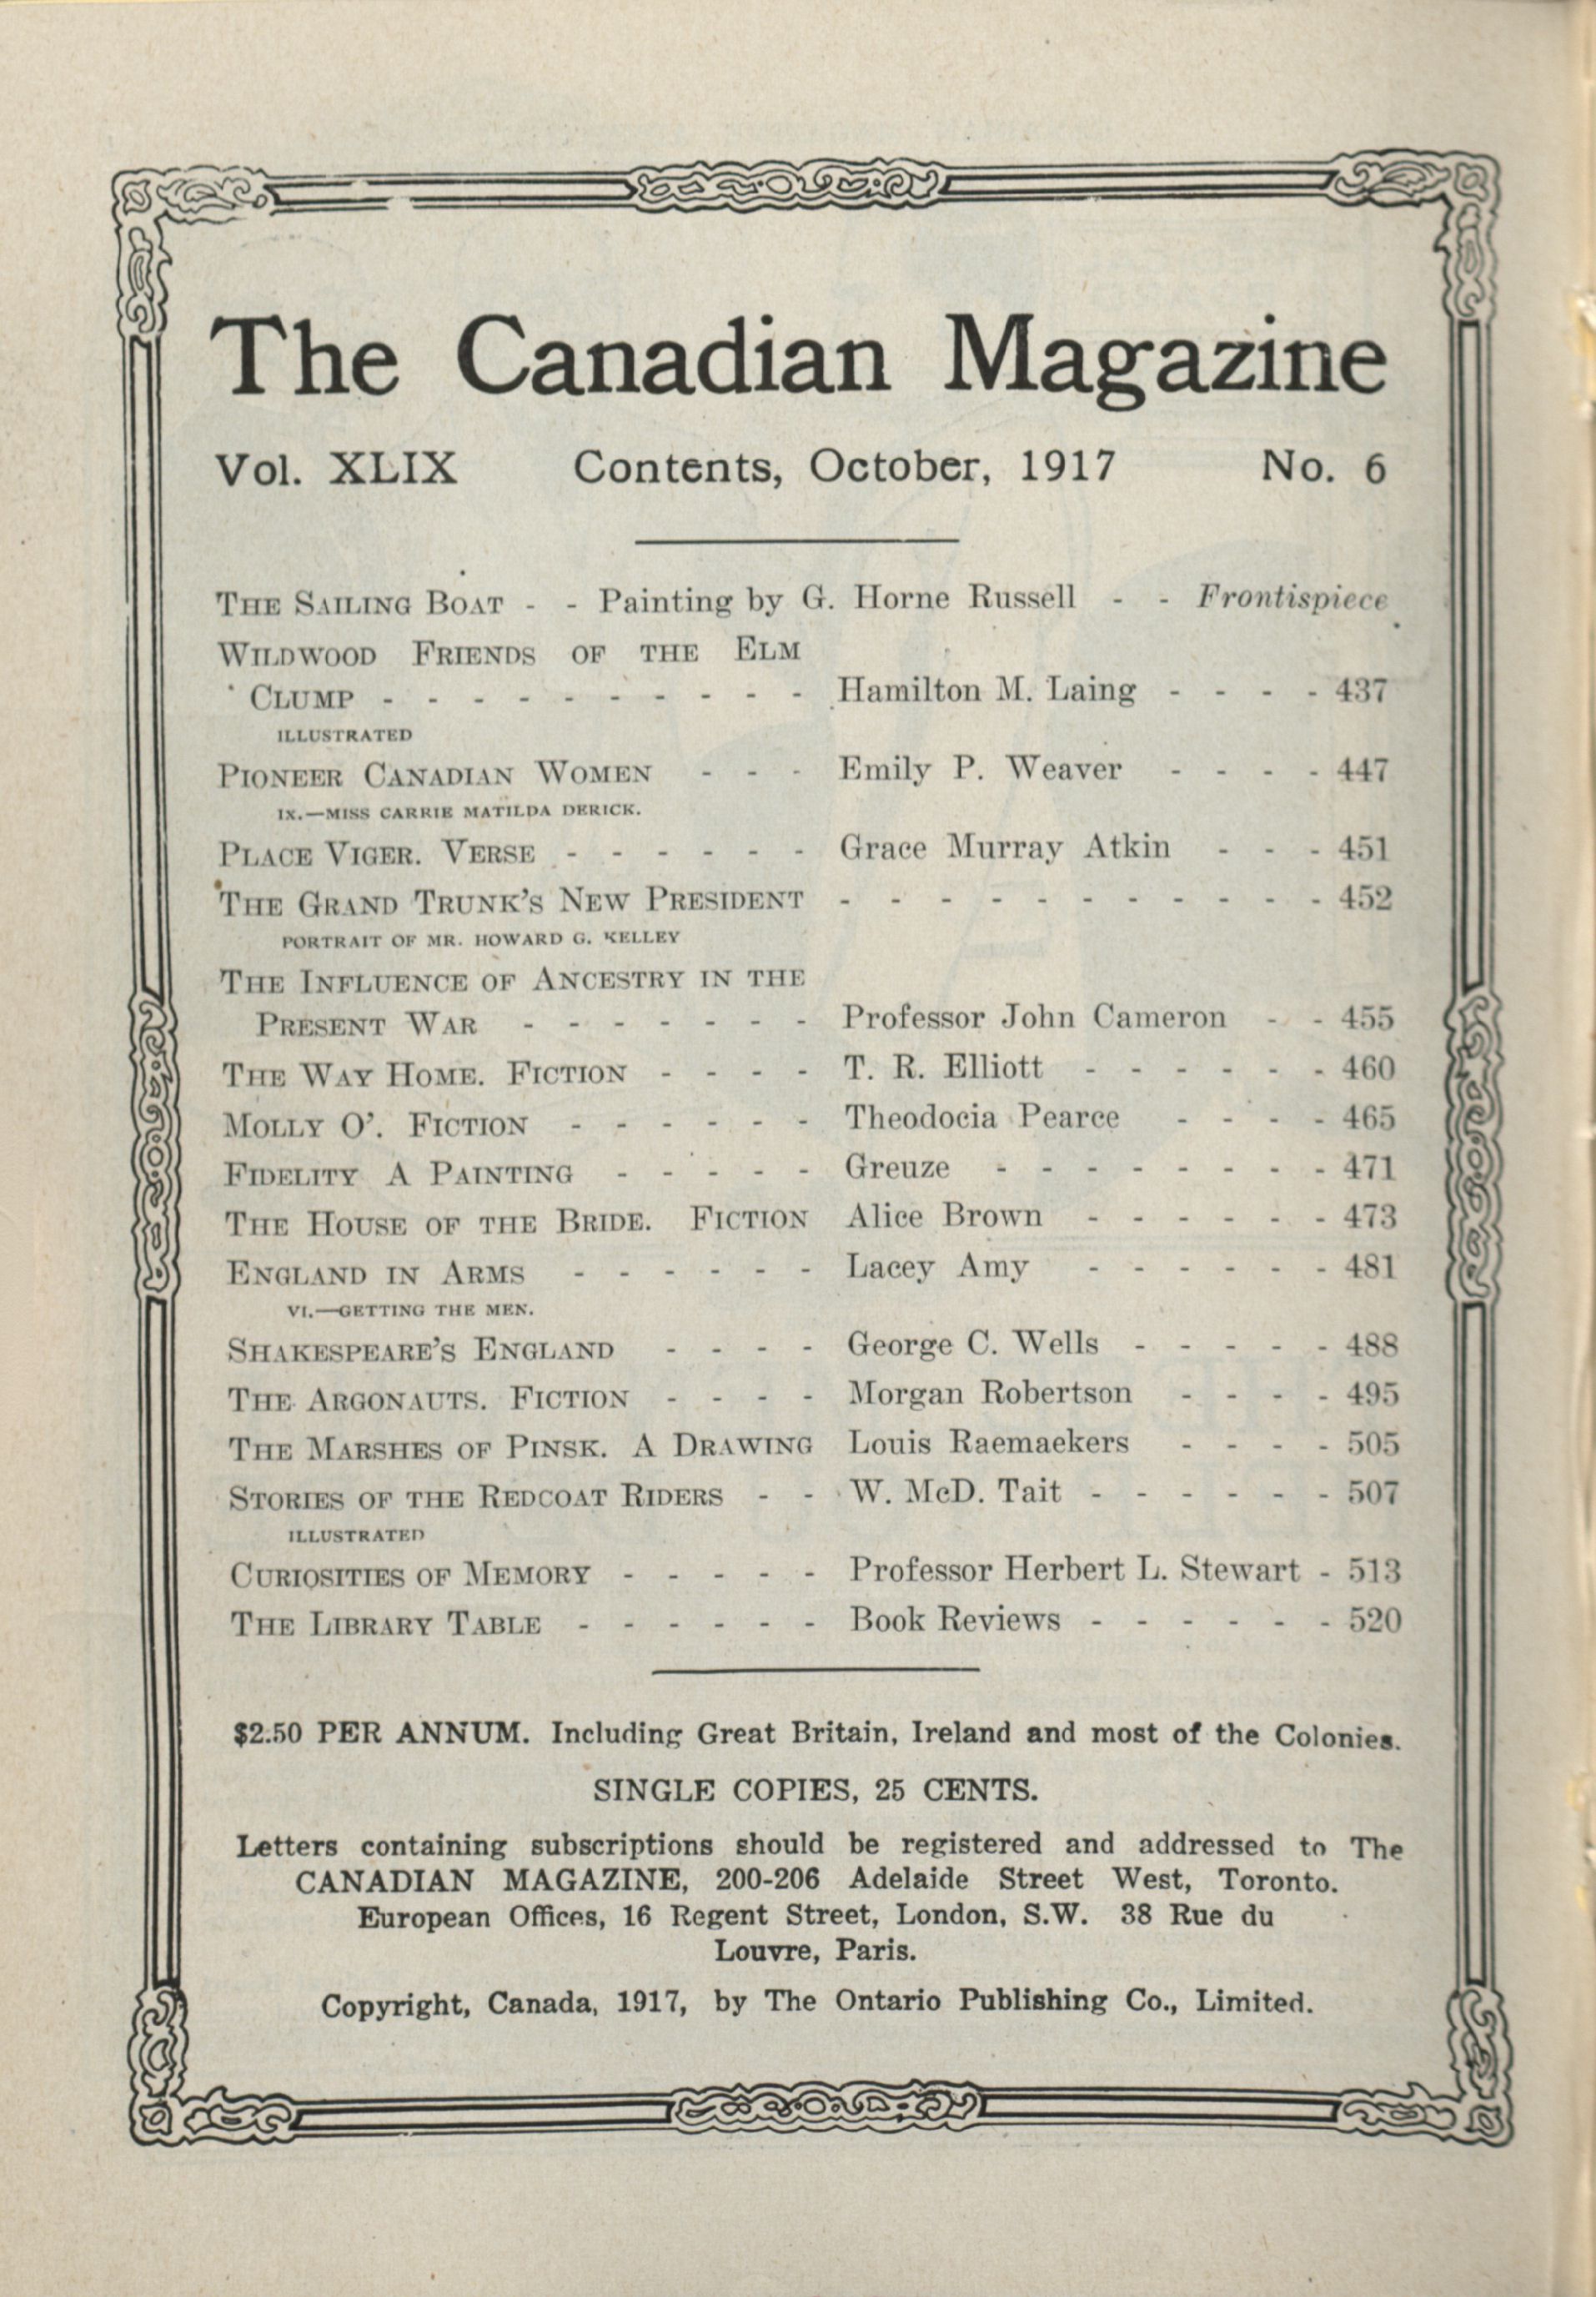 The Canadian Magazine
Vol. XLIX Contents, October, 1917 No. 6
THE SAILING BOAT - - Painting by G. Horne Russell - - Frontispiece
WILDWOOD FRIENDS OF THE ELM
CLUMP - - - - - - - - - - Hamilton M. Laing - - - - 437
ILLUSTRATED
PIONEER CANADIAN WOMEN - - - Emily P. Weaver - - - - 447
IX.—MISS CARRIE MATILDA DERICK.
PLACE VIGER. VERSE - - - - - - Grace Murray Atkin - - - 451
THE GRAND TRUNK'S NEW PRESIDENT - - - - - - - - - - - 452
PORTRAIT OF MR. HOWARD G. KELLEY
THE INFLUENCE OF ANCESTRY IN THE
PRESENT WAR - - - - - - - Professor John Cameron - - 455
THE WAY HOME. FICTION - - - - T. R. Elliott - - - - - - 460
MOLLY O'. FICTION - - - - - - Theodocia Pearce - - - - 465
FIDELITY A PAINTING - - - - - Greuze - - - - - - - - 471
THE HOUSE OF THE BRIDE. FICTION Alice Brown - - - - - - 473
ENGLAND IN ARMS - - - - - - Lacey Amy - - - - - - 481
VI.—GETTING THE MEN.
SHAKESPEARE'S ENGLAND - - - - George C. Wells - - - - - 488
THE ARGONAUTS. FICTION - - - - Morgan Robertson - - - - 495
THE MARSHES OF PINSK. A DRAWING Louis Raemaekers - - - - 505
STORIES OF THE REDCOAT RIDERS - - W. McD. Tait - - - - - - 507
ILLUSTRATED
CURIOSITIES OF MEMORY - - - - - Professor Herbert L. Stewart - 513
THE LIBRARY TABLE - - - - - - Book Reviews - - - - - - 520
$2.50 PER ANNUM. Including Great Britain, Ireland and most of the Colonies.
SINGLE COPIES, 25 CENTS.
Letters containing subscriptions should be registered and addressed to The
CANADIAN MAGAZINE, 200-206 Adelaide Street West, Toronto.
European Offices, 16 Regent Street, London, S.W. 38 Rue du
Louvre, Paris.
Copyright, Canada, 1917, by The Ontario Publishing Co., Limited.